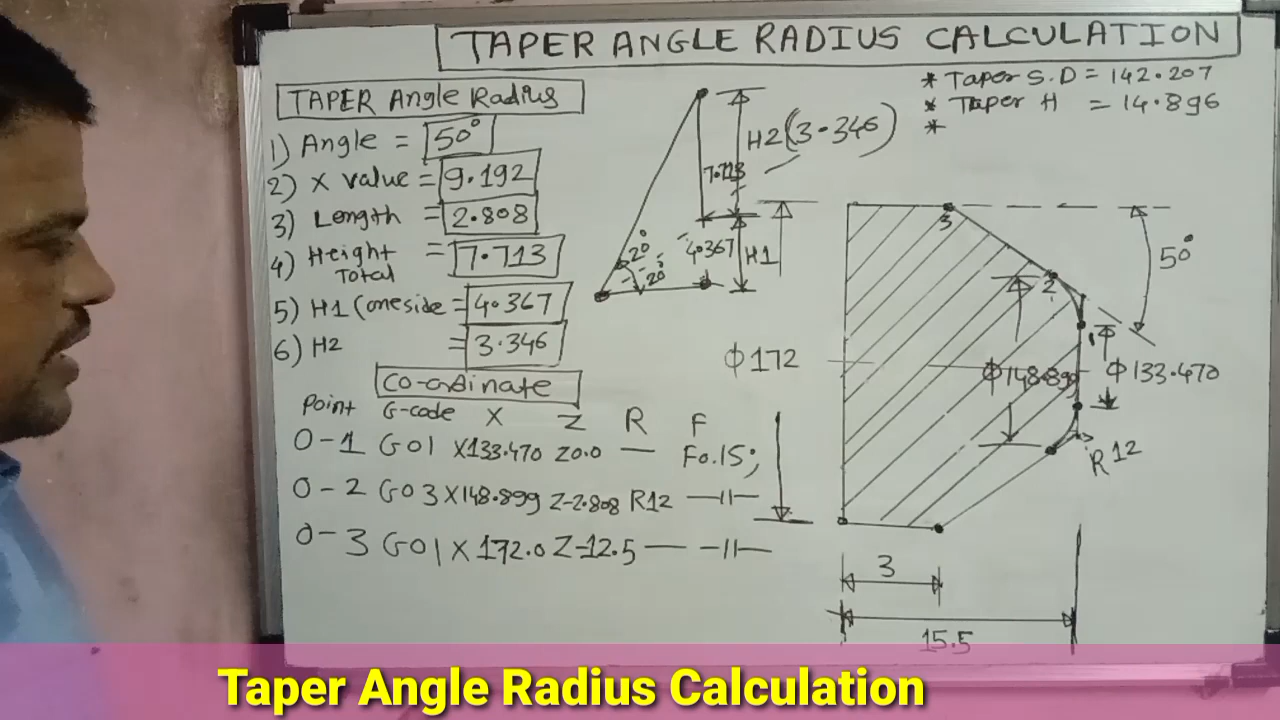 TAPER ANGLE RADIUS CALCULATION
TAPER Angle Radius
1) Angle = 50°
2) X value = 9.192
3) Length = 2.808
4) Height Total = 7.713
5) H1 (oneside = 4.367
6) H2 = 3.346
Co-ordinate
Point G-code X Z R F
0-1 G01 X133.470 Z0.0 — F0.15;
0-2 G03 X148.899 Z-2.808 R12 —11—
0-3 G01 X172.0 Z-12.5 — —11—
* Taper S.D = 142.207
* Taper H = 14.896
*
H2(3.346)
7.713
20°
20°
4.367
H1
3
50°
2
1
Φ172
Φ148.899
Φ133.470
R12
3
15.5
Taper Angle Radius Calculation